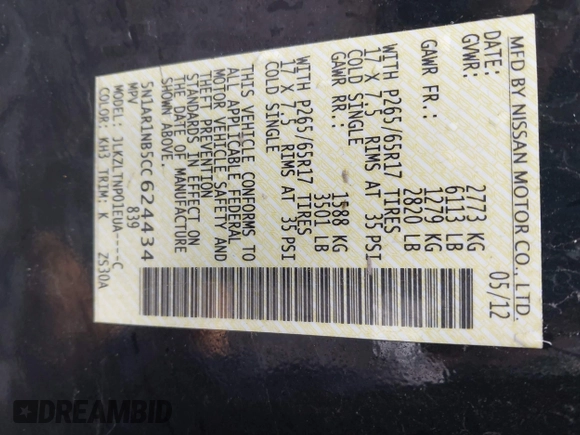 MFD BY NISSAN MOTOR CO., LTD.
DATE: 05/12
GVWR: 2773 KG
6113 LB
GAWR FR.: 1279 KG
2820 LB
WITH P265/65R17 TIRES
17 X 7.5 RIMS AT 35 PSI
COLD SINGLE
GAWR RR.: 1588 KG
3501 LB
WITH P265/65R17 TIRES
17 X 7.5 RIMS AT 35 PSI
COLD SINGLE
THIS VEHICLE CONFORMS TO
ALL APPLICABLE FEDERAL
MOTOR VEHICLE SAFETY AND
THEFT PREVENTION
STANDARDS IN EFFECT ON
THE DATE OF MANUFACTURE
SHOWN ABOVE.
5N1AR1NB5CC624434
MPV 839
MODEL: JLKZLTNP01EUA----C
COLOR: KH3 TRIM: K ZS30A
DREAMBID